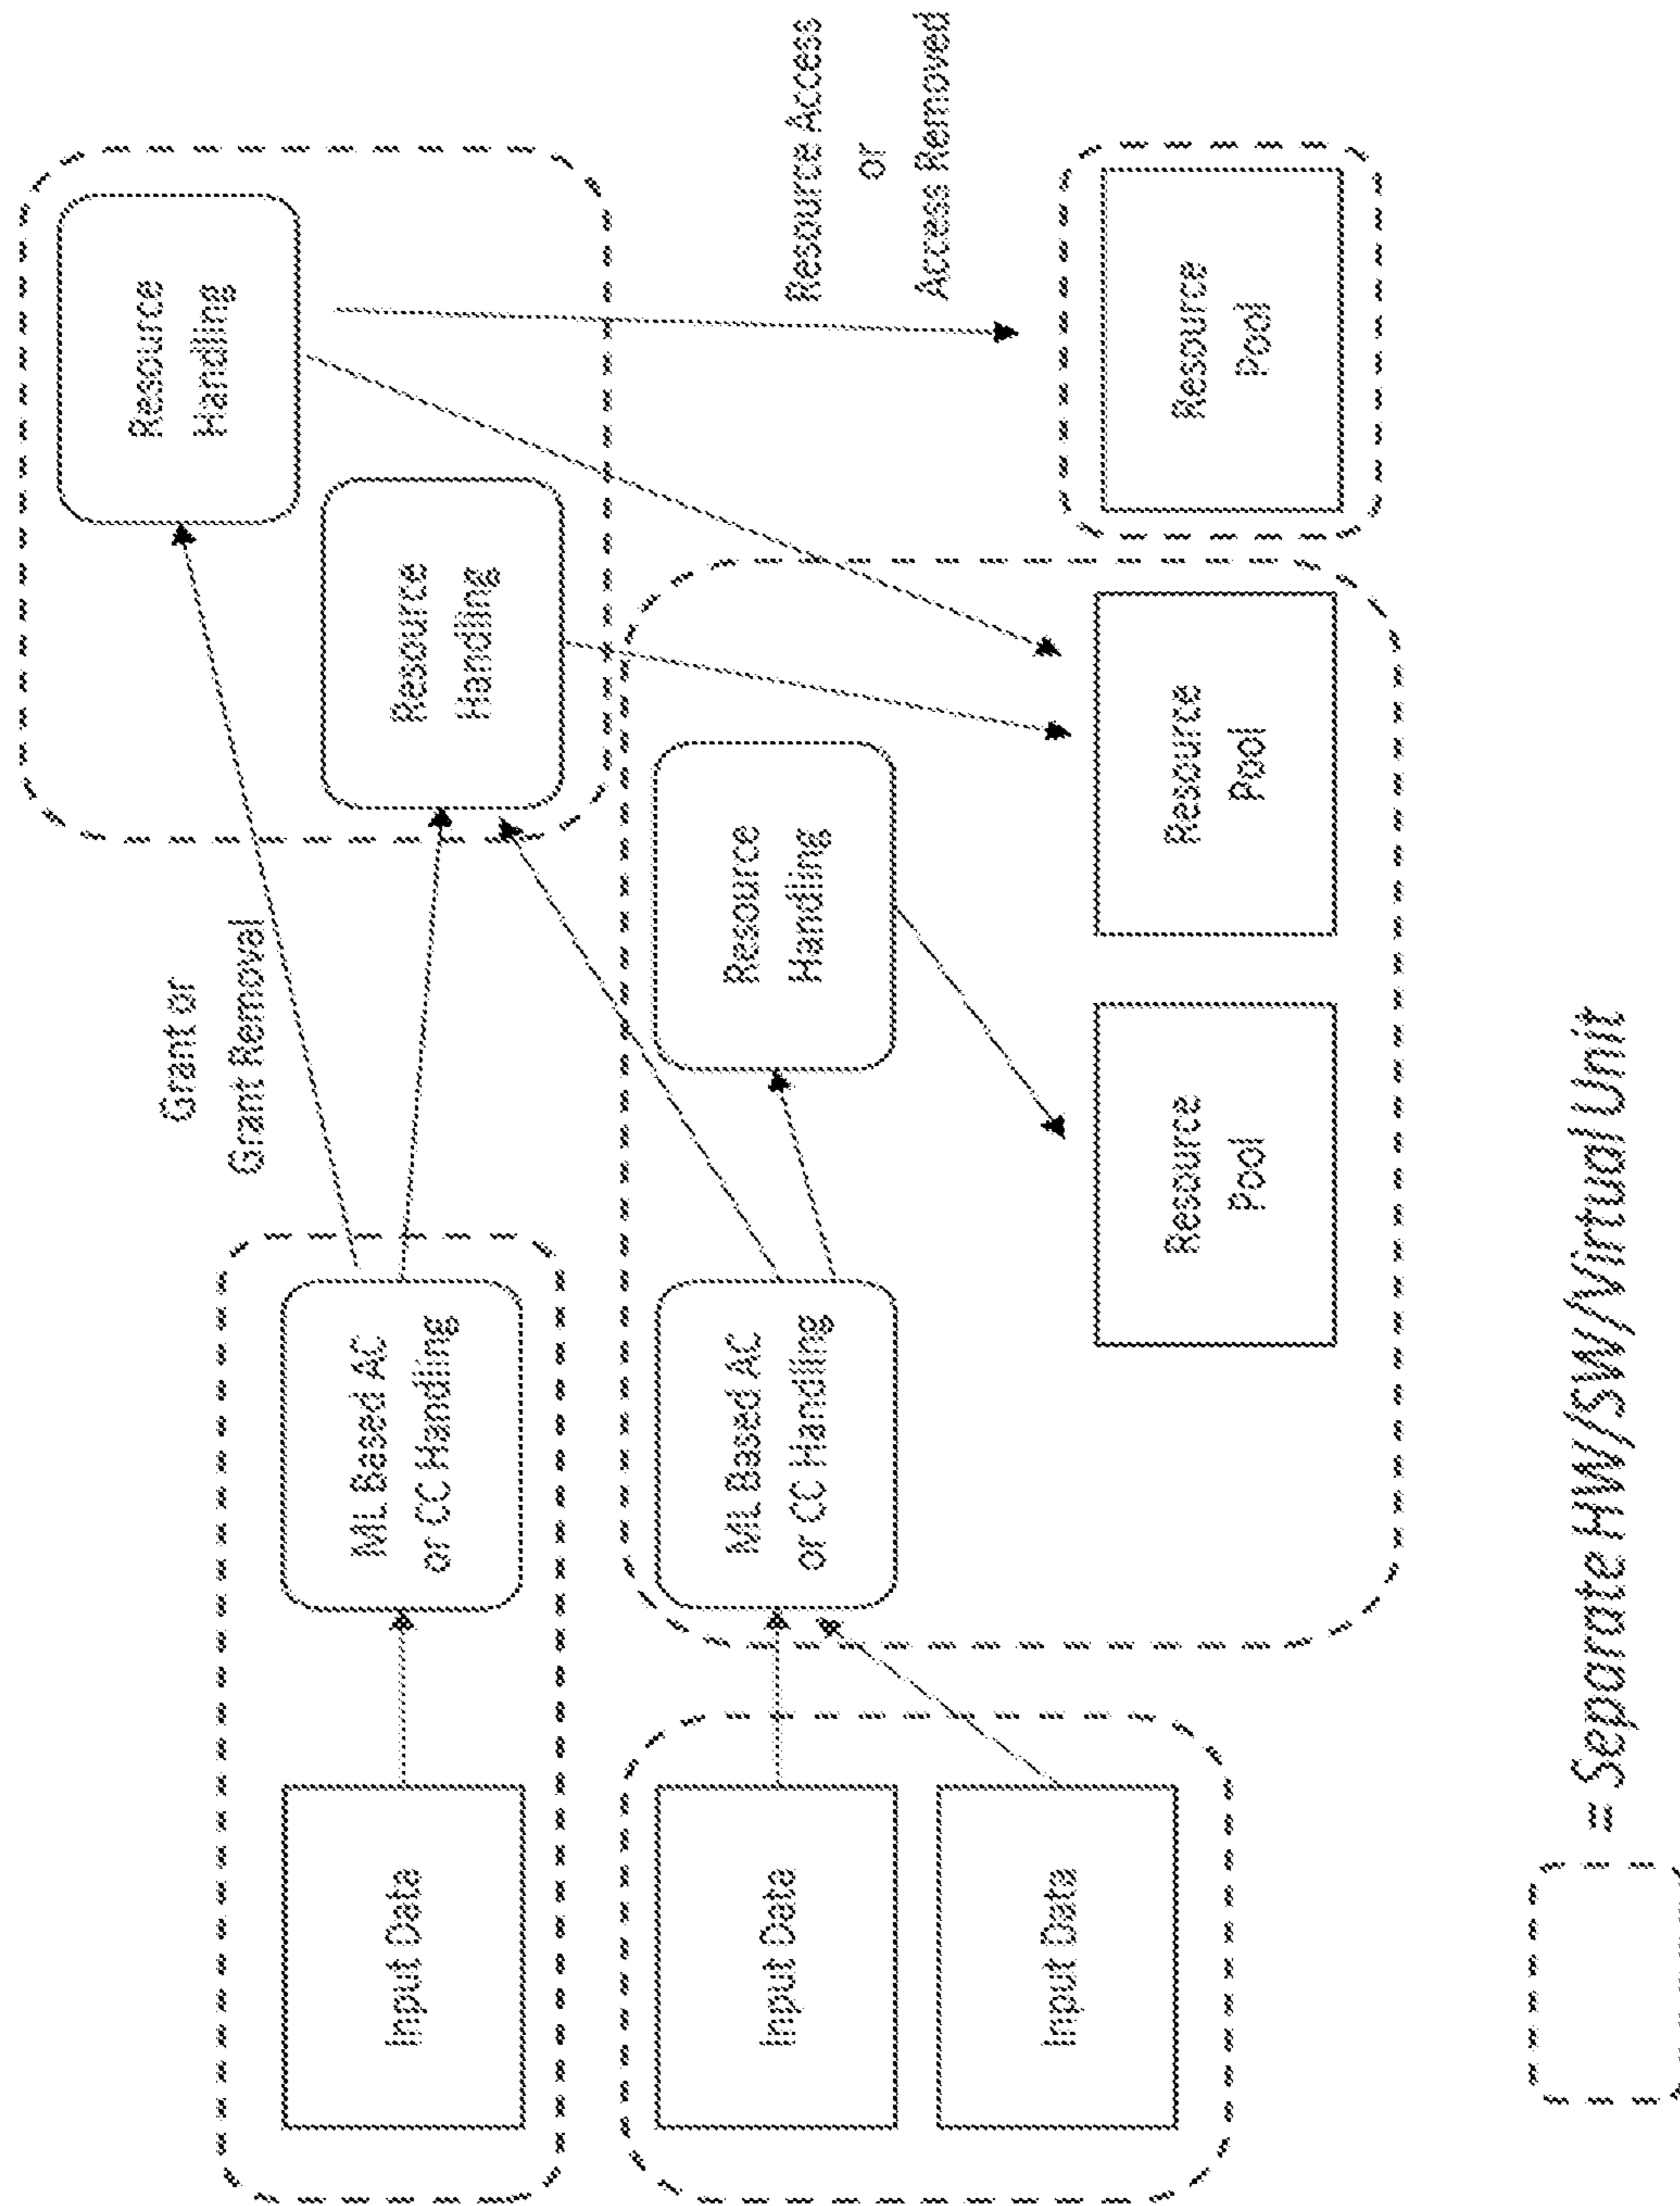 Input Data
ML Based AC
or CC Handling
Grant or
Grant Removal
Resource
Handling
Resource
Handling
Input Data
ML Based AC
or CC Handling
Resource
Handling
Resource Access
or
Access Removed
Input Data
Resource
Pool
Resource
Pool
Resource
Pool
= Separate HW/SW/Virtual Unit